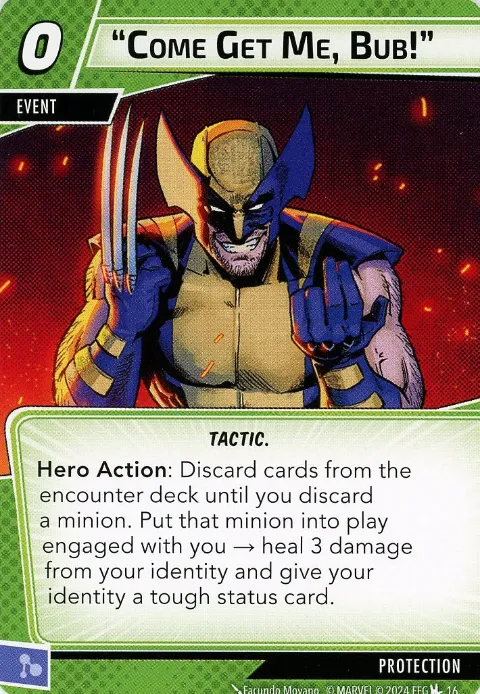 0
“Come Get Me, Bub!”
EVENT
TACTIC.
Hero Action: Discard cards from the
encounter deck until you discard
a minion. Put that minion into play
engaged with you → heal 3 damage
from your identity and give your
identity a tough status card.
PROTECTION
Facundo Moyano © MARVEL © 2024 FFG 16